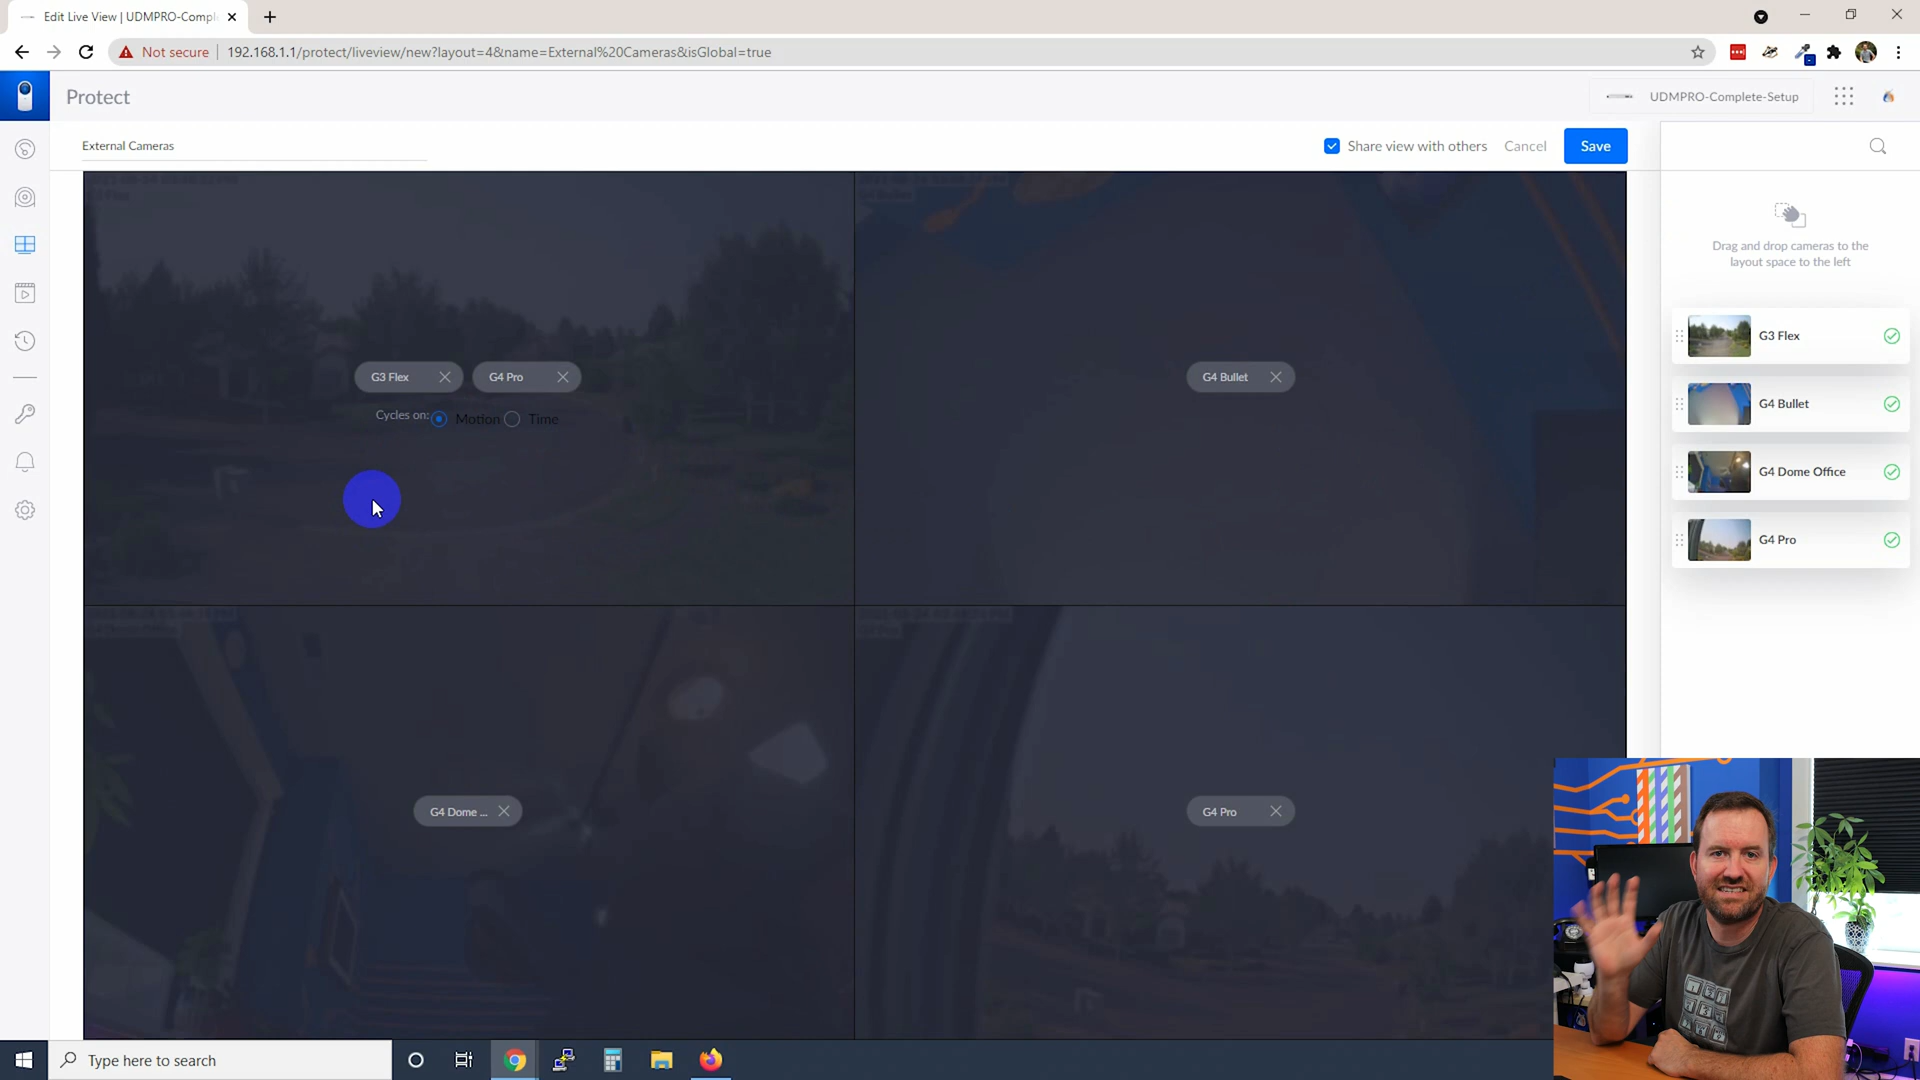 Edit Live View | UDMPRO-Compl
Not secure
192.168.1.1/protect/liveview/new?layout=4&name=External%20Cameras&isGlobal=true
Protect
UDMPRO-Complete-Setup
External Cameras
Share view with others
Cancel
Save
Drag and drop cameras to the
layout space to the left
G3 Flex
G4 Bullet
G4 Dome Office
G4 Pro
G3 Flex
G4 Pro
Cycles on:
Motion
Time
G4 Bullet
G4 Dome ...
G4 Pro
Type here to search